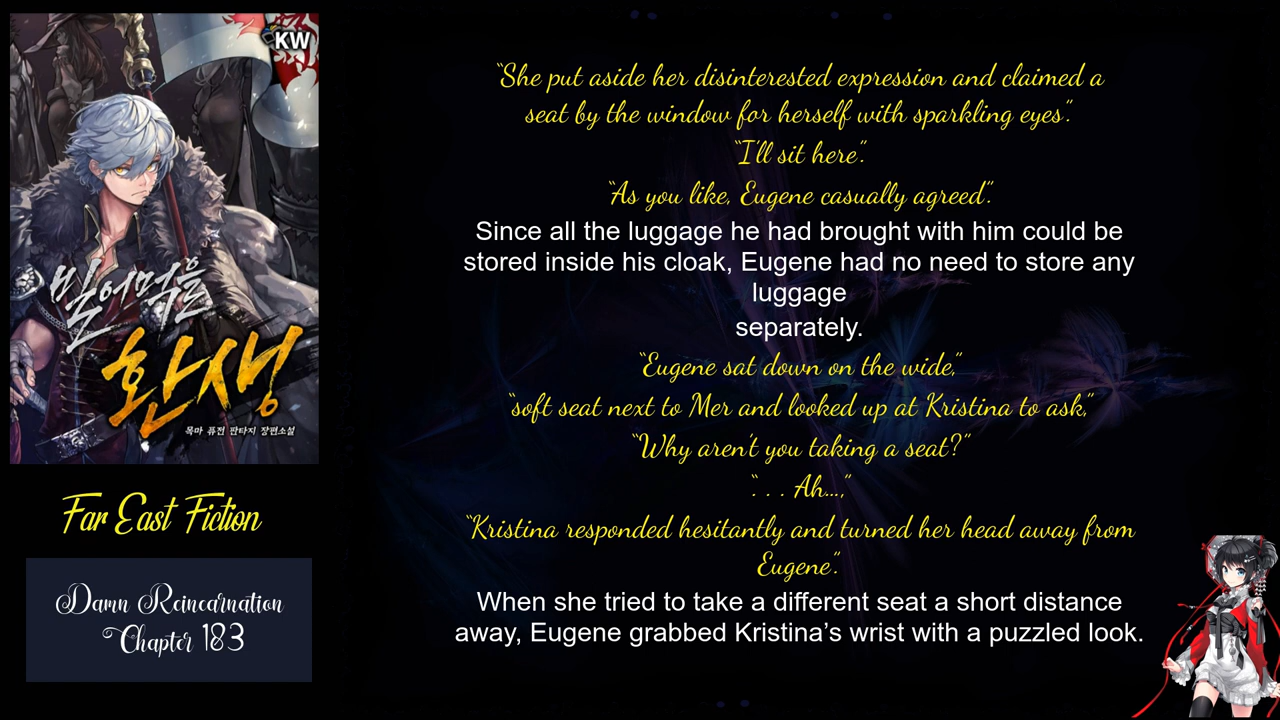 KW
빌어먹을
환생
목마 퓨전 판타지 장편소설
Far East Fiction
Damn Reincarnation
Chapter 183
“She put aside her disinterested expression and claimed a
seat by the window for herself with sparkling eyes”.
“I’ll sit here”.
“As you like, Eugene casually agreed”.
Since all the luggage he had brought with him could be
stored inside his cloak, Eugene had no need to store any
luggage
separately.
“Eugene sat down on the wide,”
“soft seat next to Mer and looked up at Kristina to ask,”
“Why aren’t you taking a seat?”
“. . . Ah…,”
“Kristina responded hesitantly and turned her head away from
Eugene”.
When she tried to take a different seat a short distance
away, Eugene grabbed Kristina’s wrist with a puzzled look.